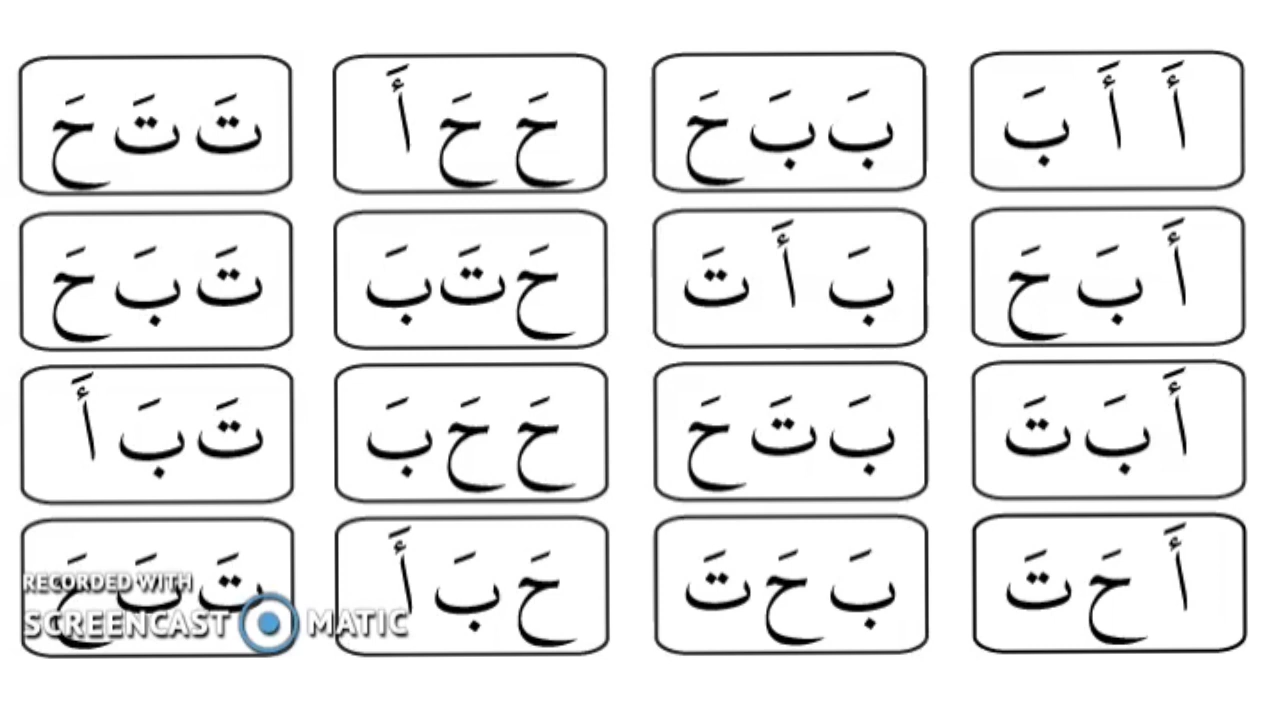 أَ أَ بَ بَ بَ حَ حَ حَ أَ تَ تَ حَ
أَ بَ حَ بَ أَ تَ حَ تَ بَ تَ بَ حَ
أَ بَ تَ بَ تَ حَ حَ حَ بَ تَ بَ أَ
أَ حَ تَ بَ حَ تَ حَ بَ أَ تَ بَ حَ
RECORDED WITH
SCREENCAST MATIC